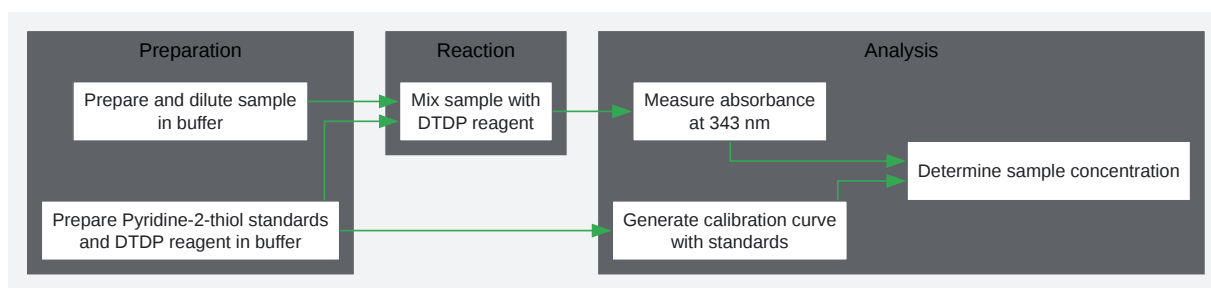 Preparation
Prepare and dilute sample
in buffer
Prepare Pyridine-2-thiol standards
and DTDP reagent in buffer
Reaction
Mix sample with
DTDP reagent
Analysis
Measure absorbance
at 343 nm
Generate calibration curve
with standards
Determine sample concentration